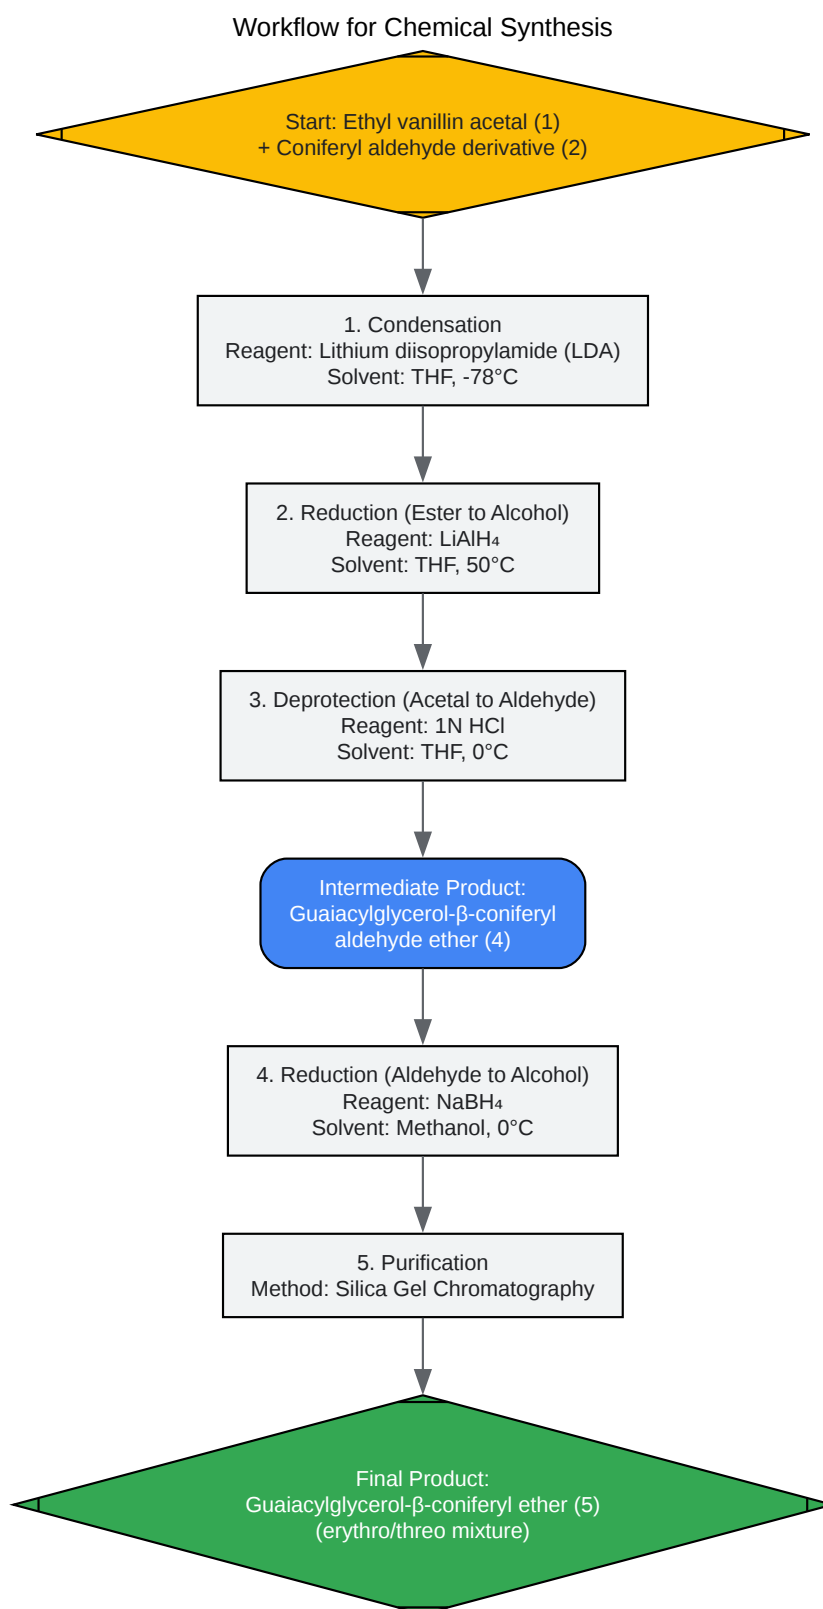 Workflow for Chemical Synthesis
Start: Ethyl vanillin acetal (1)
+ Coniferyl aldehyde derivative (2)
1. Condensation
Reagent: Lithium diisopropylamide (LDA)
Solvent: THF, -78°C
2. Reduction (Ester to Alcohol)
Reagent: LiAlH₄
Solvent: THF, 50°C
3. Deprotection (Acetal to Aldehyde)
Reagent: 1N HCl
Solvent: THF, 0°C
Intermediate Product:
Guaiacylglycerol-β-coniferyl
aldehyde ether (4)
4. Reduction (Aldehyde to Alcohol)
Reagent: NaBH₄
Solvent: Methanol, 0°C
5. Purification
Method: Silica Gel Chromatography
Final Product:
Guaiacylglycerol-β-coniferyl ether (5)
(erythro/threo mixture)